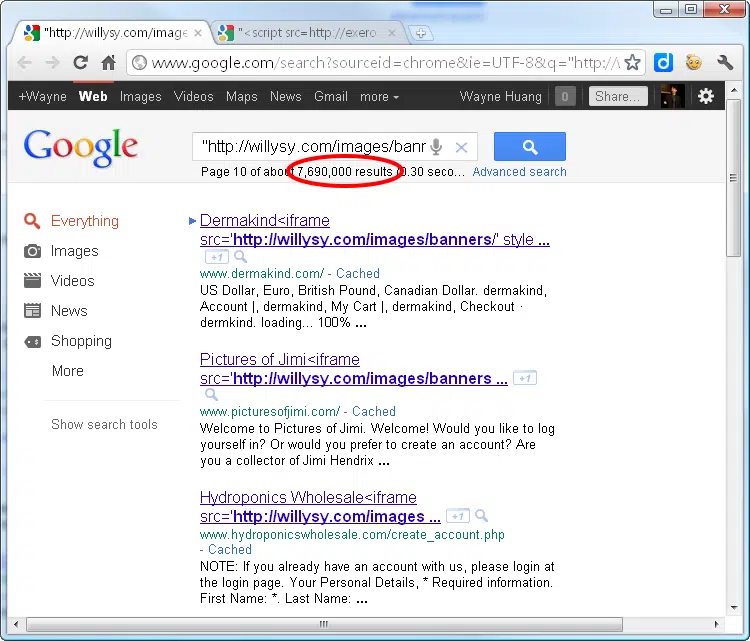 "http://willysy.com/image
"<script src=http://exero
www.google.com/search?sourceid=chrome&ie=UTF-8&q="http://
+Wayne Web Images Videos Maps News Gmail more Wayne Huang 0 Share...
Google
"http://willysy.com/images/banr
Page 10 of about 7,690,000 results (0.30 seco... Advanced search
Everything
Images
Videos
News
Shopping
More
Show search tools
Dermakind<iframe
src='http://willysy.com/images/banners/' style ...
+1
www.dermakind.com/ - Cached
US Dollar, Euro, British Pound, Canadian Dollar. dermakind,
Account |, dermakind, My Cart |, dermakind, Checkout ·
dermkind. loading... 100% ...
Pictures of Jimi<iframe
src='http://willysy.com/images/banners ... +1
www.picturesofjimi.com/ - Cached
Welcome to Pictures of Jimi. Welcome! Would you like to log
yourself in? Or would you prefer to create an account? Are
you a collector of Jimi Hendrix ...
Hydroponics Wholesale<iframe
src='http://willysy.com/images ... +1
www.hydroponicswholesale.com/create_account.php
- Cached
NOTE: If you already have an account with us, please login at
the login page. Your Personal Details, * Required information.
First Name: *. Last Name: ...